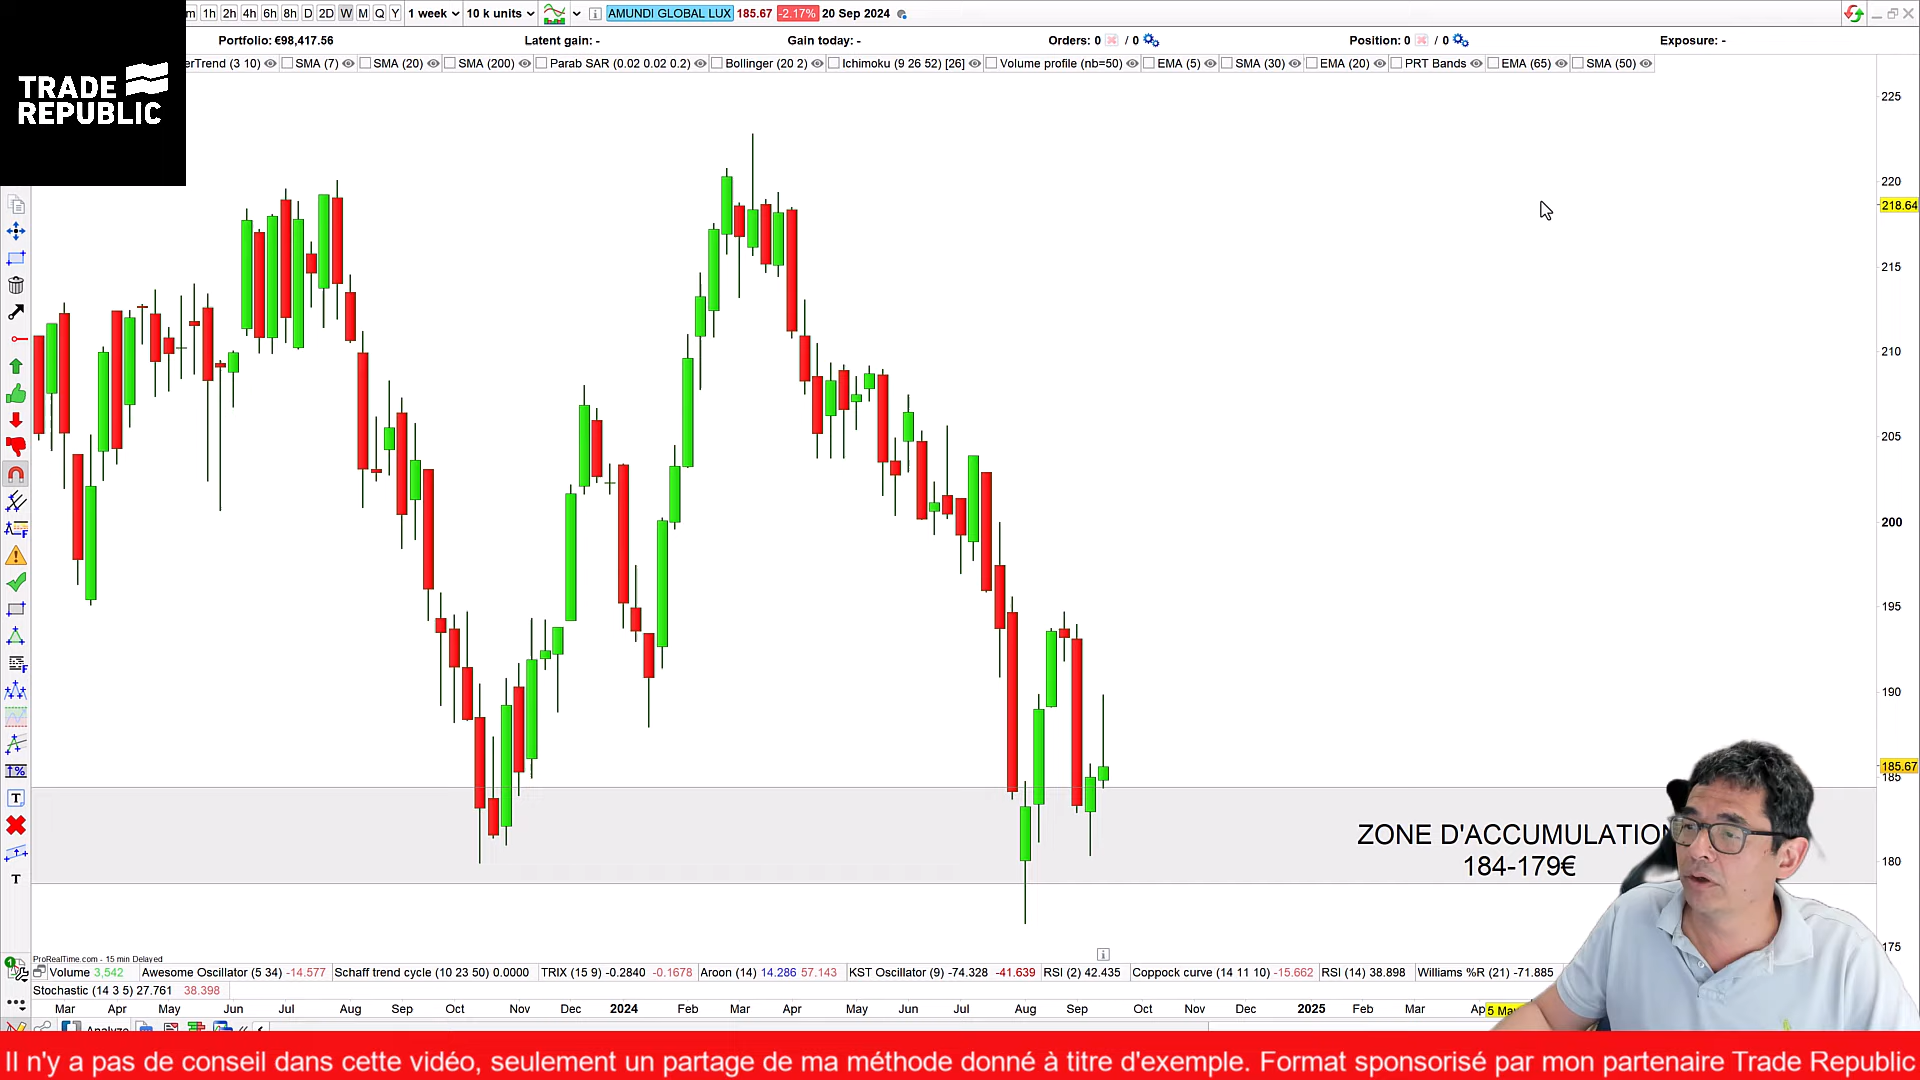 m 1h 2h 4h 6h 8h D 2D W M Q Y 1 week 10 k units AMUNDI GLOBAL LUX 185.67 -2.17% 20 Sep 2024
Portfolio: €98,417.56 Latent gain: - Gain today: - Orders: 0 / 0 Position: 0 / 0 Exposure: -
erTrend (3 10) SMA (7) SMA (20) SMA (200) Parab SAR (0.02 0.02 0.2) Bollinger (20 2) Ichimoku (9 26 52) [26] Volume profile (nb=50) EMA (5) SMA (30) EMA (20) PRT Bands EMA (65) SMA (50)
TRADE
REPUBLIC
225
220
218.64
215
210
205
200
195
190
185.67
185
ZONE D'ACCUMULATION
184-179€
180
175
ProRealTime.com - 15 min Delayed
Volume 3,542 Awesome Oscillator (5 34) -14.577 Schaff trend cycle (10 23 50) 0.0000 TRIX (15 9) -0.2840 -0.1678 Aroon (14) 14.286 57.143 KST Oscillator (9) -74.328 -41.639 RSI (2) 42.435 Coppock curve (14 11 10) -15.662 RSI (14) 38.898 Williams %R (21) -71.885
Stochastic (14 3 5) 27.761 38.398
Mar Apr May Jun Jul Aug Sep Oct Nov Dec 2024 Feb Mar Apr May Jun Jul Aug Sep Oct Nov Dec 2025 Feb Mar Ap 5 May
Analyze
Il n'y a pas de conseil dans cette vidéo, seulement un partage de ma méthode donné à titre d'exemple. Format sponsorisé par mon partenaire Trade Republic